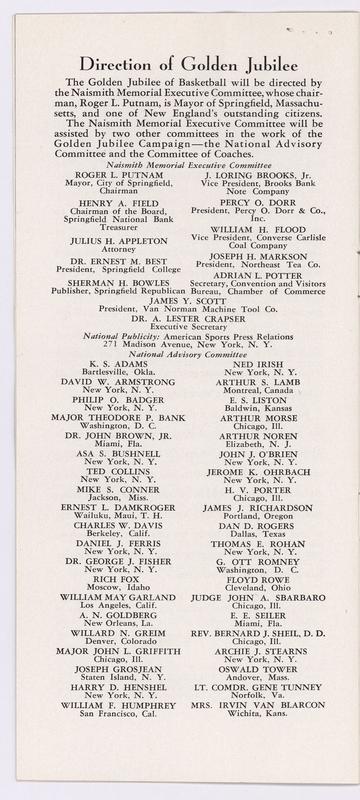 Direction of Golden Jubilee
The Golden Jubilee of Basketball will be directed by
the Naismith Memorial Executive Committee, whose chair-
man, Roger L. Putnam, is Mayor of Springfield, Massachu-
setts, and one of New England's outstanding citizens.
The Naismith Memorial Executive Committee will be
assisted by two other committees in the work of the
Golden Jubilee Campaign—the National Advisory
Committee and the Committee of Coaches.
Naismith Memorial Executive Committee
ROGER L. PUTNAM
Mayor, City of Springfield,
Chairman
HENRY A. FIELD
Chairman of the Board,
Springfield National Bank
Treasurer
JULIUS H. APPLETON
Attorney
DR. ERNEST M. BEST
President, Springfield College
SHERMAN H. BOWLES
Publisher, Springfield Republican
J. LORING BROOKS, Jr.
Vice President, Brooks Bank
Note Company
PERCY O. DORR
President, Percy O. Dorr & Co.,
Inc.
WILLIAM H. FLOOD
Vice President, Converse Carlisle
Coal Company
JOSEPH H. MARKSON
President, Northeast Tea Co.
ADRIAN L. POTTER
Secretary, Convention and Visitors
Bureau, Chamber of Commerce
JAMES Y. SCOTT
President, Van Norman Machine Tool Co.
DR. A. LESTER CRAPSER
Executive Secretary
National Publicity: American Sports Press Relations
271 Madison Avenue, New York, N. Y.
National Advisory Committee
K. S. ADAMS
Bartlesville, Okla.
DAVID W. ARMSTRONG
New York, N. Y.
PHILIP O. BADGER
New York, N. Y.
MAJOR THEODORE P. BANK
Washington, D. C.
DR. JOHN BROWN, JR.
Miami, Fla.
ASA S. BUSHNELL
New York, N. Y.
TED COLLINS
New York, N. Y.
MIKE S. CONNER
Jackson, Miss.
ERNEST L. DAMKROGER
Wailuku, Maui, T. H.
CHARLES W. DAVIS
Berkeley, Calif.
DANIEL J. FERRIS
New York, N. Y.
DR. GEORGE J. FISHER
New York, N. Y.
RICH FOX
Moscow, Idaho
WILLIAM MAY GARLAND
Los Angeles, Calif.
A. N. GOLDBERG
New Orleans, La.
WILLARD N. GREIM
Denver, Colorado
MAJOR JOHN L. GRIFFITH
Chicago, Ill.
JOSEPH GROSJEAN
Staten Island, N. Y.
HARRY D. HENSHEL
New York, N. Y.
WILLIAM F. HUMPHREY
San Francisco, Cal.
NED IRISH
New York, N. Y.
ARTHUR S. LAMB
Montreal, Canada
E. S. LISTON
Baldwin, Kansas
ARTHUR MORSE
Chicago, Ill.
ARTHUR NOREN
Elizabeth, N. J.
JOHN J. O'BRIEN
New York, N. Y.
JEROME K. OHRBACH
New York, N. Y.
H. V. PORTER
Chicago, Ill.
JAMES J. RICHARDSON
Portland, Oregon
DAN D. ROGERS
Dallas, Texas
THOMAS E. ROHAN
New York, N. Y.
G. OTT ROMNEY
Washington, D. C.
FLOYD ROWE
Cleveland, Ohio
JUDGE JOHN A. SBARBARO
Chicago, Ill.
E. E. SEILER
Miami, Fla.
REV. BERNARD J. SHEIL, D. D.
Chicago, Ill.
ARCHIE J. STEARNS
New York, N. Y.
OSWALD TOWER
Andover, Mass.
LT. COMDR. GENE TUNNEY
Norfolk, Va.
MRS. IRVIN VAN BLARCON
Wichita, Kans.